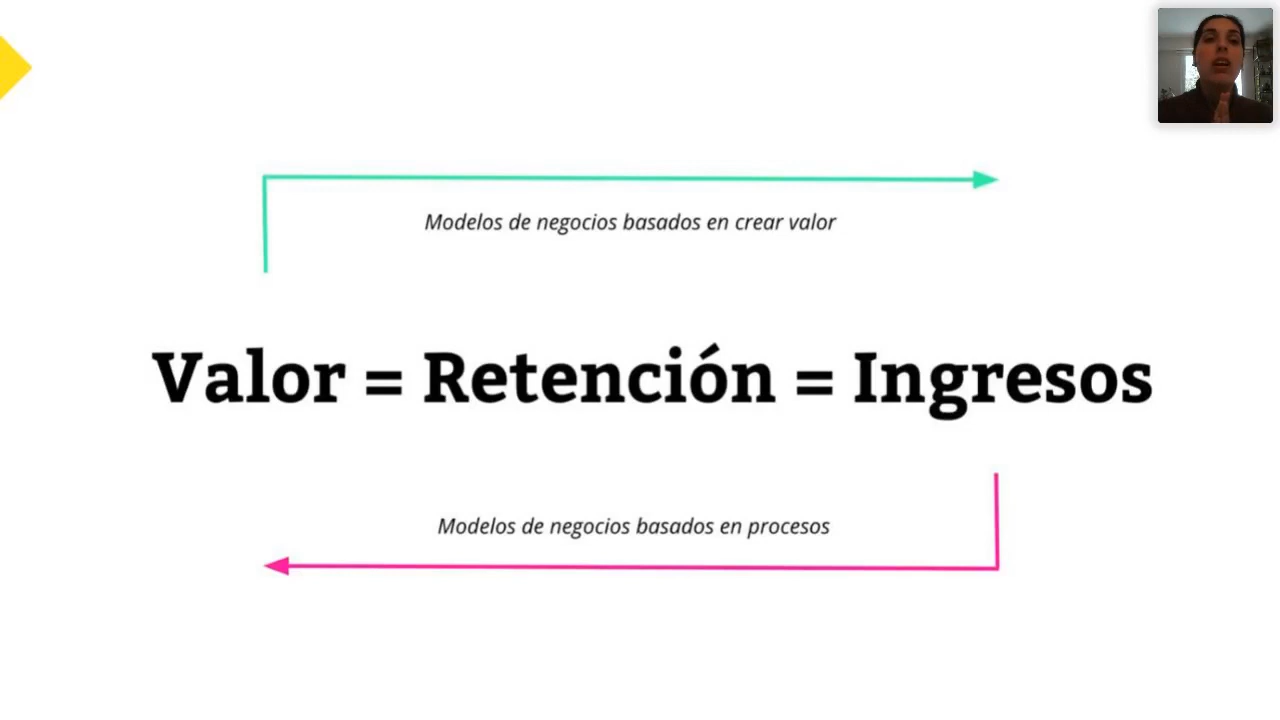 Modelos de negocios basados en crear valor
Valor = Retención = Ingresos
Modelos de negocios basados en procesos